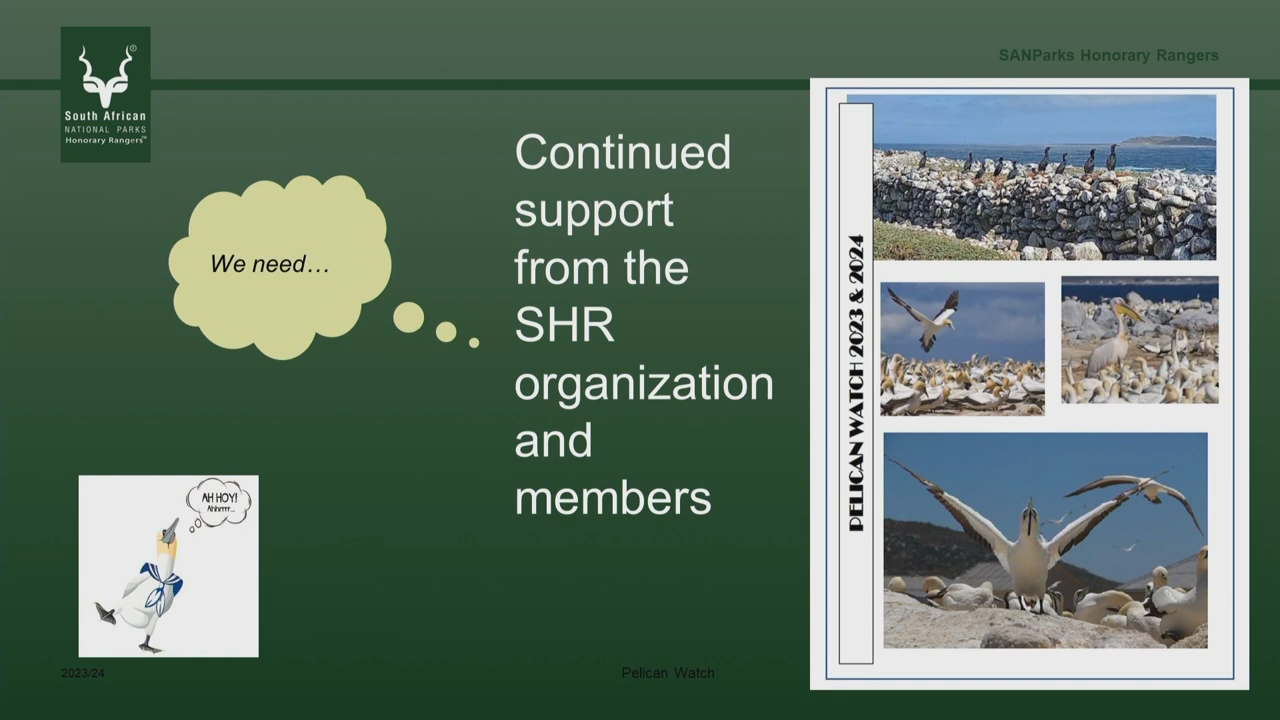 SANParks Honorary Rangers
South African
NATIONAL PARKS
Honorary Rangers™
We need…
Continued
support
from the
SHR
organization
and
members
PELICAN WATCH 2023 & 2024
AH HOY!
Ahhrrrr...
2023/24
Pelican Watch